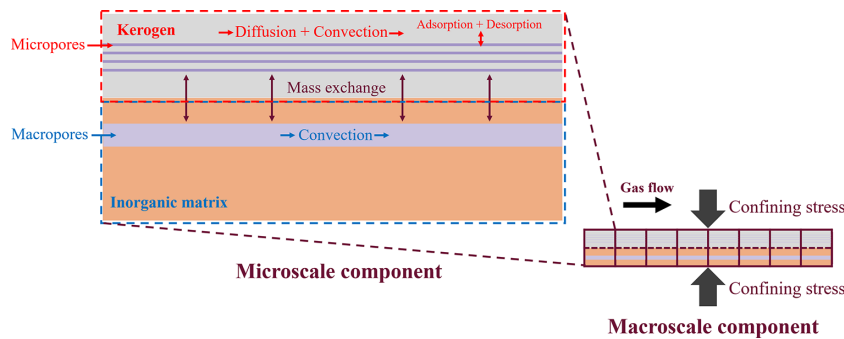 Kerogen
Diffusion + Convection
Adsorption + Desorption
Micropores
Mass exchange
Macropores
Convection
Inorganic matrix
Gas flow
Confining stress
Microscale component
Confining stress
Macroscale component